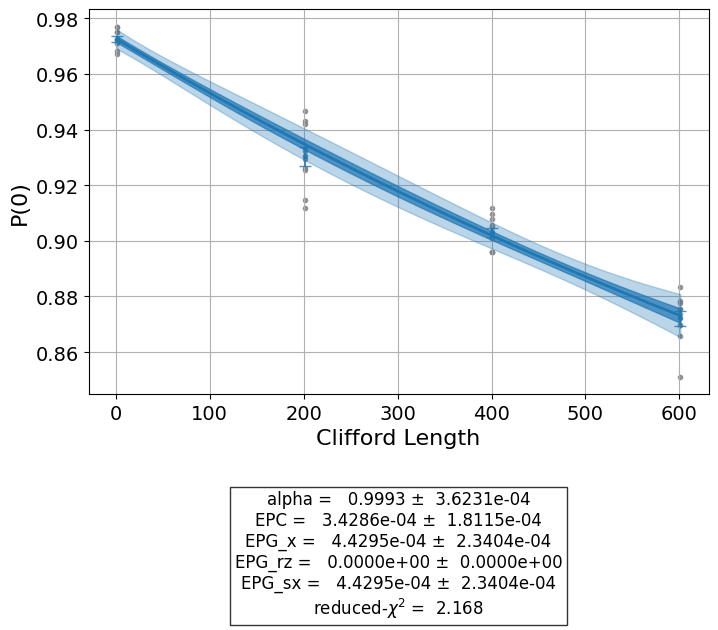 0.98
0.96
0.94
0.92
0.90
0.88
0.86
P(0)
0 100 200 300 400 500 600
Clifford Length
alpha = 0.9993 ± 3.6231e-04
EPC = 3.4286e-04 ± 1.8115e-04
EPG_x = 4.4295e-04 ± 2.3404e-04
EPG_rz = 0.0000e+00 ± 0.0000e+00
EPG_sx = 4.4295e-04 ± 2.3404e-04
reduced-χ² = 2.168